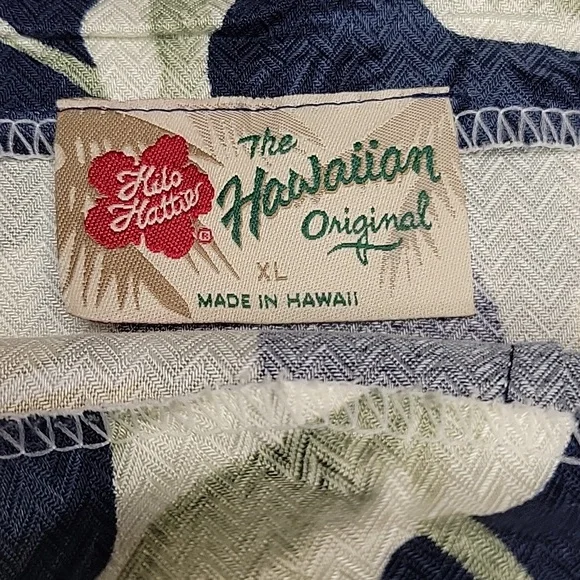 Hilo
Hattie
®
The
Hawaiian
Original
XL
MADE IN HAWAII